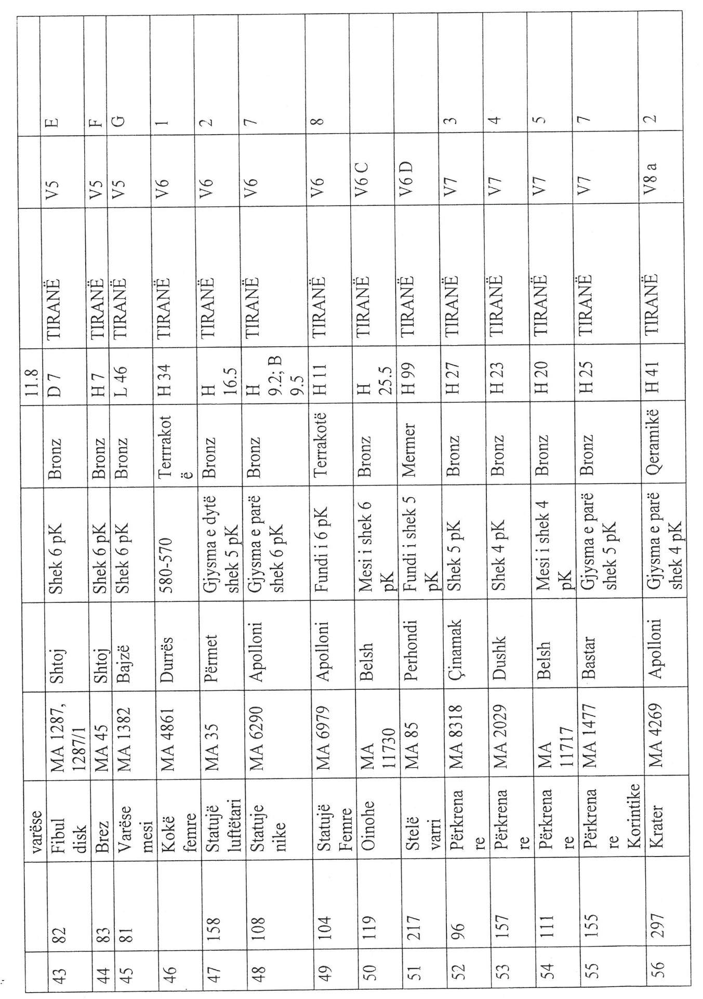 varëse 11.8
43 82 Fibul MA 1287, Shtoj Shek 6 pK Bronz D 7 TIRANË V5 E
disk 1287/1
44 83 Brez MA 45 Shtoj Shek 6 pK Bronz H 7 TIRANË V5 F
45 81 Varëse MA 1382 Bajzë Shek 6 pK Bronz L 46 TIRANË V5 G
mesi
46 Kokë MA 4861 Durrës 580-570 Terrakot H 34 TIRANË V6 1
femre ë
47 158 Statujë MA 35 Përmet Gjysma e dytë Bronz H TIRANË V6 2
luftëtari shek 5 pK 16.5
48 108 Statuje MA 6290 Apolloni Gjysma e parë Bronz H TIRANË V6 7
nike shek 6 pK 9.2; B
9.5
49 104 Statujë MA 6979 Apolloni Fundi i 6 pK Terrakotë H 11 TIRANË V6 8
Femre
50 119 Oinohe MA Belsh Mesi i shek 6 Bronz H TIRANË V6 C
11730 pK 25.5
51 217 Stelë MA 85 Perhondi Fundi i shek 5 Mermer H 99 TIRANË V6 D
varri pK
52 96 Përkrena MA 8318 Çinamak Shek 5 pK Bronz H 27 TIRANË V7 3
re
53 157 Përkrena MA 2029 Dushk Shek 4 pK Bronz H 23 TIRANË V7 4
re
54 111 Përkrena MA Belsh Mesi i shek 4 Bronz H 20 TIRANË V7 5
re 11717 pK
55 155 Përkrena MA 1477 Bastar Gjysma e parë Bronz H 25 TIRANË V7 7
re shek 5 pK
Korintike
56 297 Krater MA 4269 Apolloni Gjysma e parë Qeramikë H 41 TIRANË V8 a 2
shek 4 pK